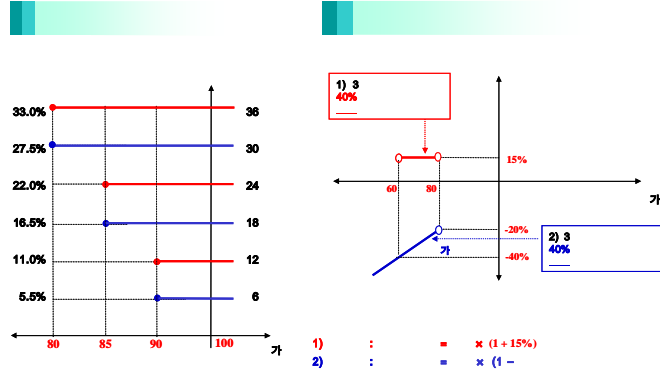 33.0% 36
27.5% 30
22.0% 24
16.5% 18
11.0% 12
5.5% 6
80 85 90 100
가
1) 3
40%
15%
60 80
가
-20%
가
-40%
2) 3
40%
1) : = × (1 + 15%)
2) : = × (1 −